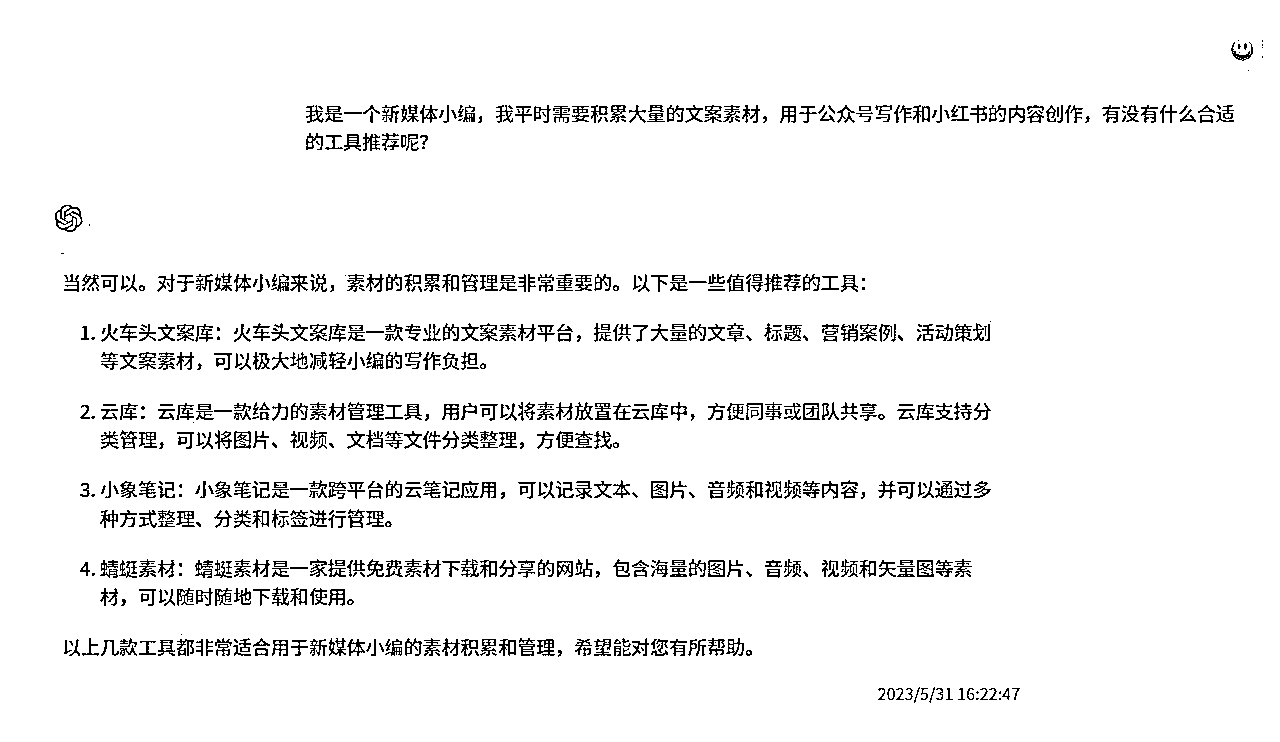 我是一个新媒体小编，我平时需要积累大量的文案素材，用于公众号写作和小红书的内容创作，有没有什么合适
的工具推荐呢？
当然可以。对于新媒体小编来说，素材的积累和管理是非常重要的。以下是一些值得推荐的工具：
1. 火车头文案库：火车头文案库是一款专业的文案素材平台，提供了大量的文章、标题、营销案例、活动策划
等文案素材，可以极大地减轻小编的写作负担。
2. 云库：云库是一款给力的素材管理工具，用户可以将素材放置在云库中，方便同事或团队共享。云库支持分
类管理，可以将图片、视频、文档等文件分类整理，方便查找。
3. 小象笔记：小象笔记是一款跨平台的云笔记应用，可以记录文本、图片、音频和视频等内容，并可以通过多
种方式整理、分类和标签进行管理。
4. 蜻蜓素材：蜻蜓素材是一家提供免费素材下载和分享的网站，包含海量的图片、音频、视频和矢量图等素
材，可以随时随地下载和使用。
以上几款工具都非常适合用于新媒体小编的素材积累和管理，希望能对您有所帮助。
2023/5/31 16:22:47